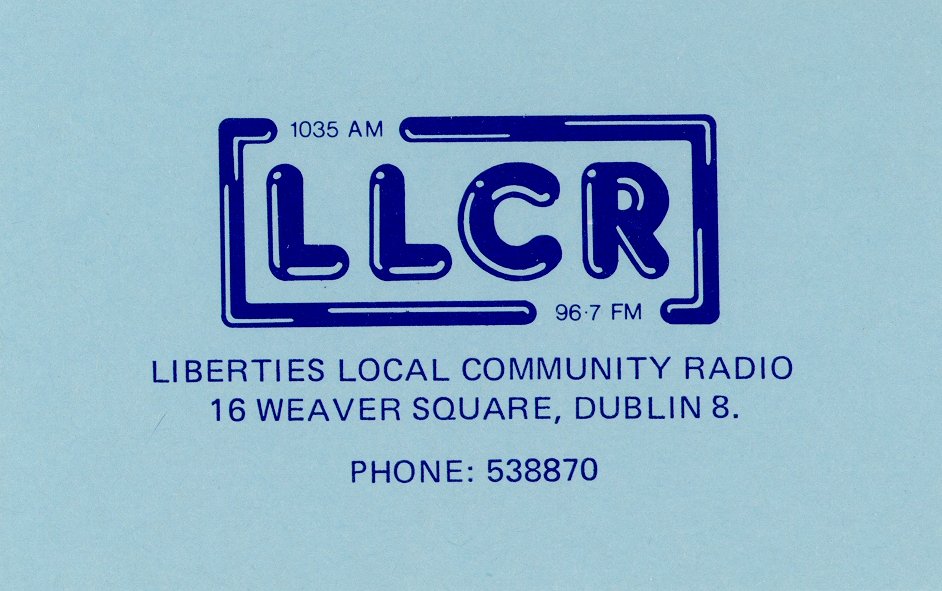 1035 AM
LLCR
96·7 FM
LIBERTIES LOCAL COMMUNITY RADIO
16 WEAVER SQUARE, DUBLIN 8.
PHONE: 538870